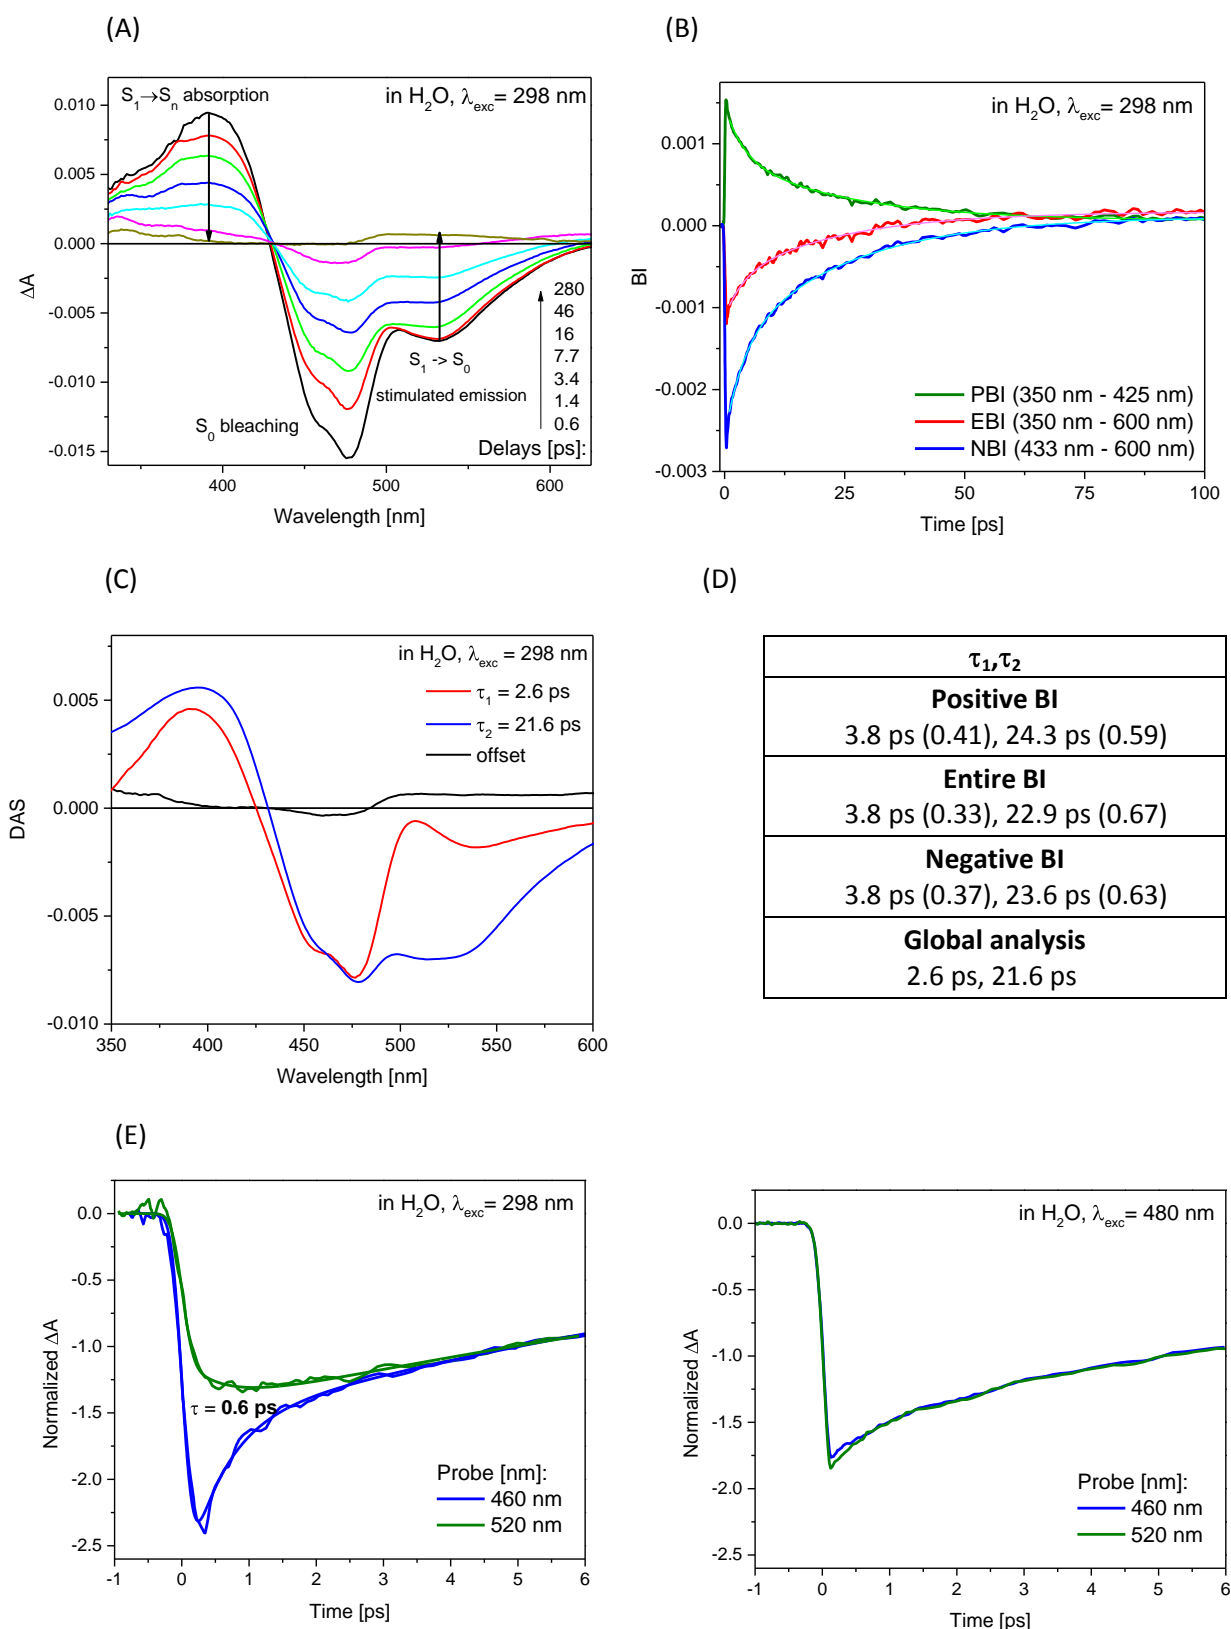 (A)
S1→Sn absorption
in H2O, λexc= 298 nm
0.010
0.005
0.000
-0.005
-0.010
-0.015
ΔA
S1 -> S0
stimulated emission
S0 bleaching
280
46
16
7.7
3.4
1.4
0.6
Delays [ps]:
400
500
600
Wavelength [nm]
(B)
in H2O, λexc= 298 nm
0.001
0.000
-0.001
-0.002
-0.003
BI
PBI (350 nm - 425 nm)
EBI (350 nm - 600 nm)
NBI (433 nm - 600 nm)
0
25
50
75
100
Time [ps]
(C)
in H2O, λexc = 298 nm
τ1 = 2.6 ps
τ2 = 21.6 ps
offset
0.005
0.000
-0.005
-0.010
DAS
350
400
450
500
550
600
Wavelength [nm]
(D)
τ1,τ2
Positive BI
3.8 ps (0.41), 24.3 ps (0.59)
Entire BI
3.8 ps (0.33), 22.9 ps (0.67)
Negative BI
3.8 ps (0.37), 23.6 ps (0.63)
Global analysis
2.6 ps, 21.6 ps
(E)
in H2O, λexc= 298 nm
0.0
-0.5
-1.0
-1.5
-2.0
-2.5
Normalized ΔA
τ = 0.6 ps
Probe [nm]:
460 nm
520 nm
-1
0
1
2
3
4
5
6
Time [ps]
in H2O, λexc= 480 nm
0.0
-0.5
-1.0
-1.5
-2.0
-2.5
Normalized ΔA
Probe [nm]:
460 nm
520 nm
-1
0
1
2
3
4
5
6
Time [ps]